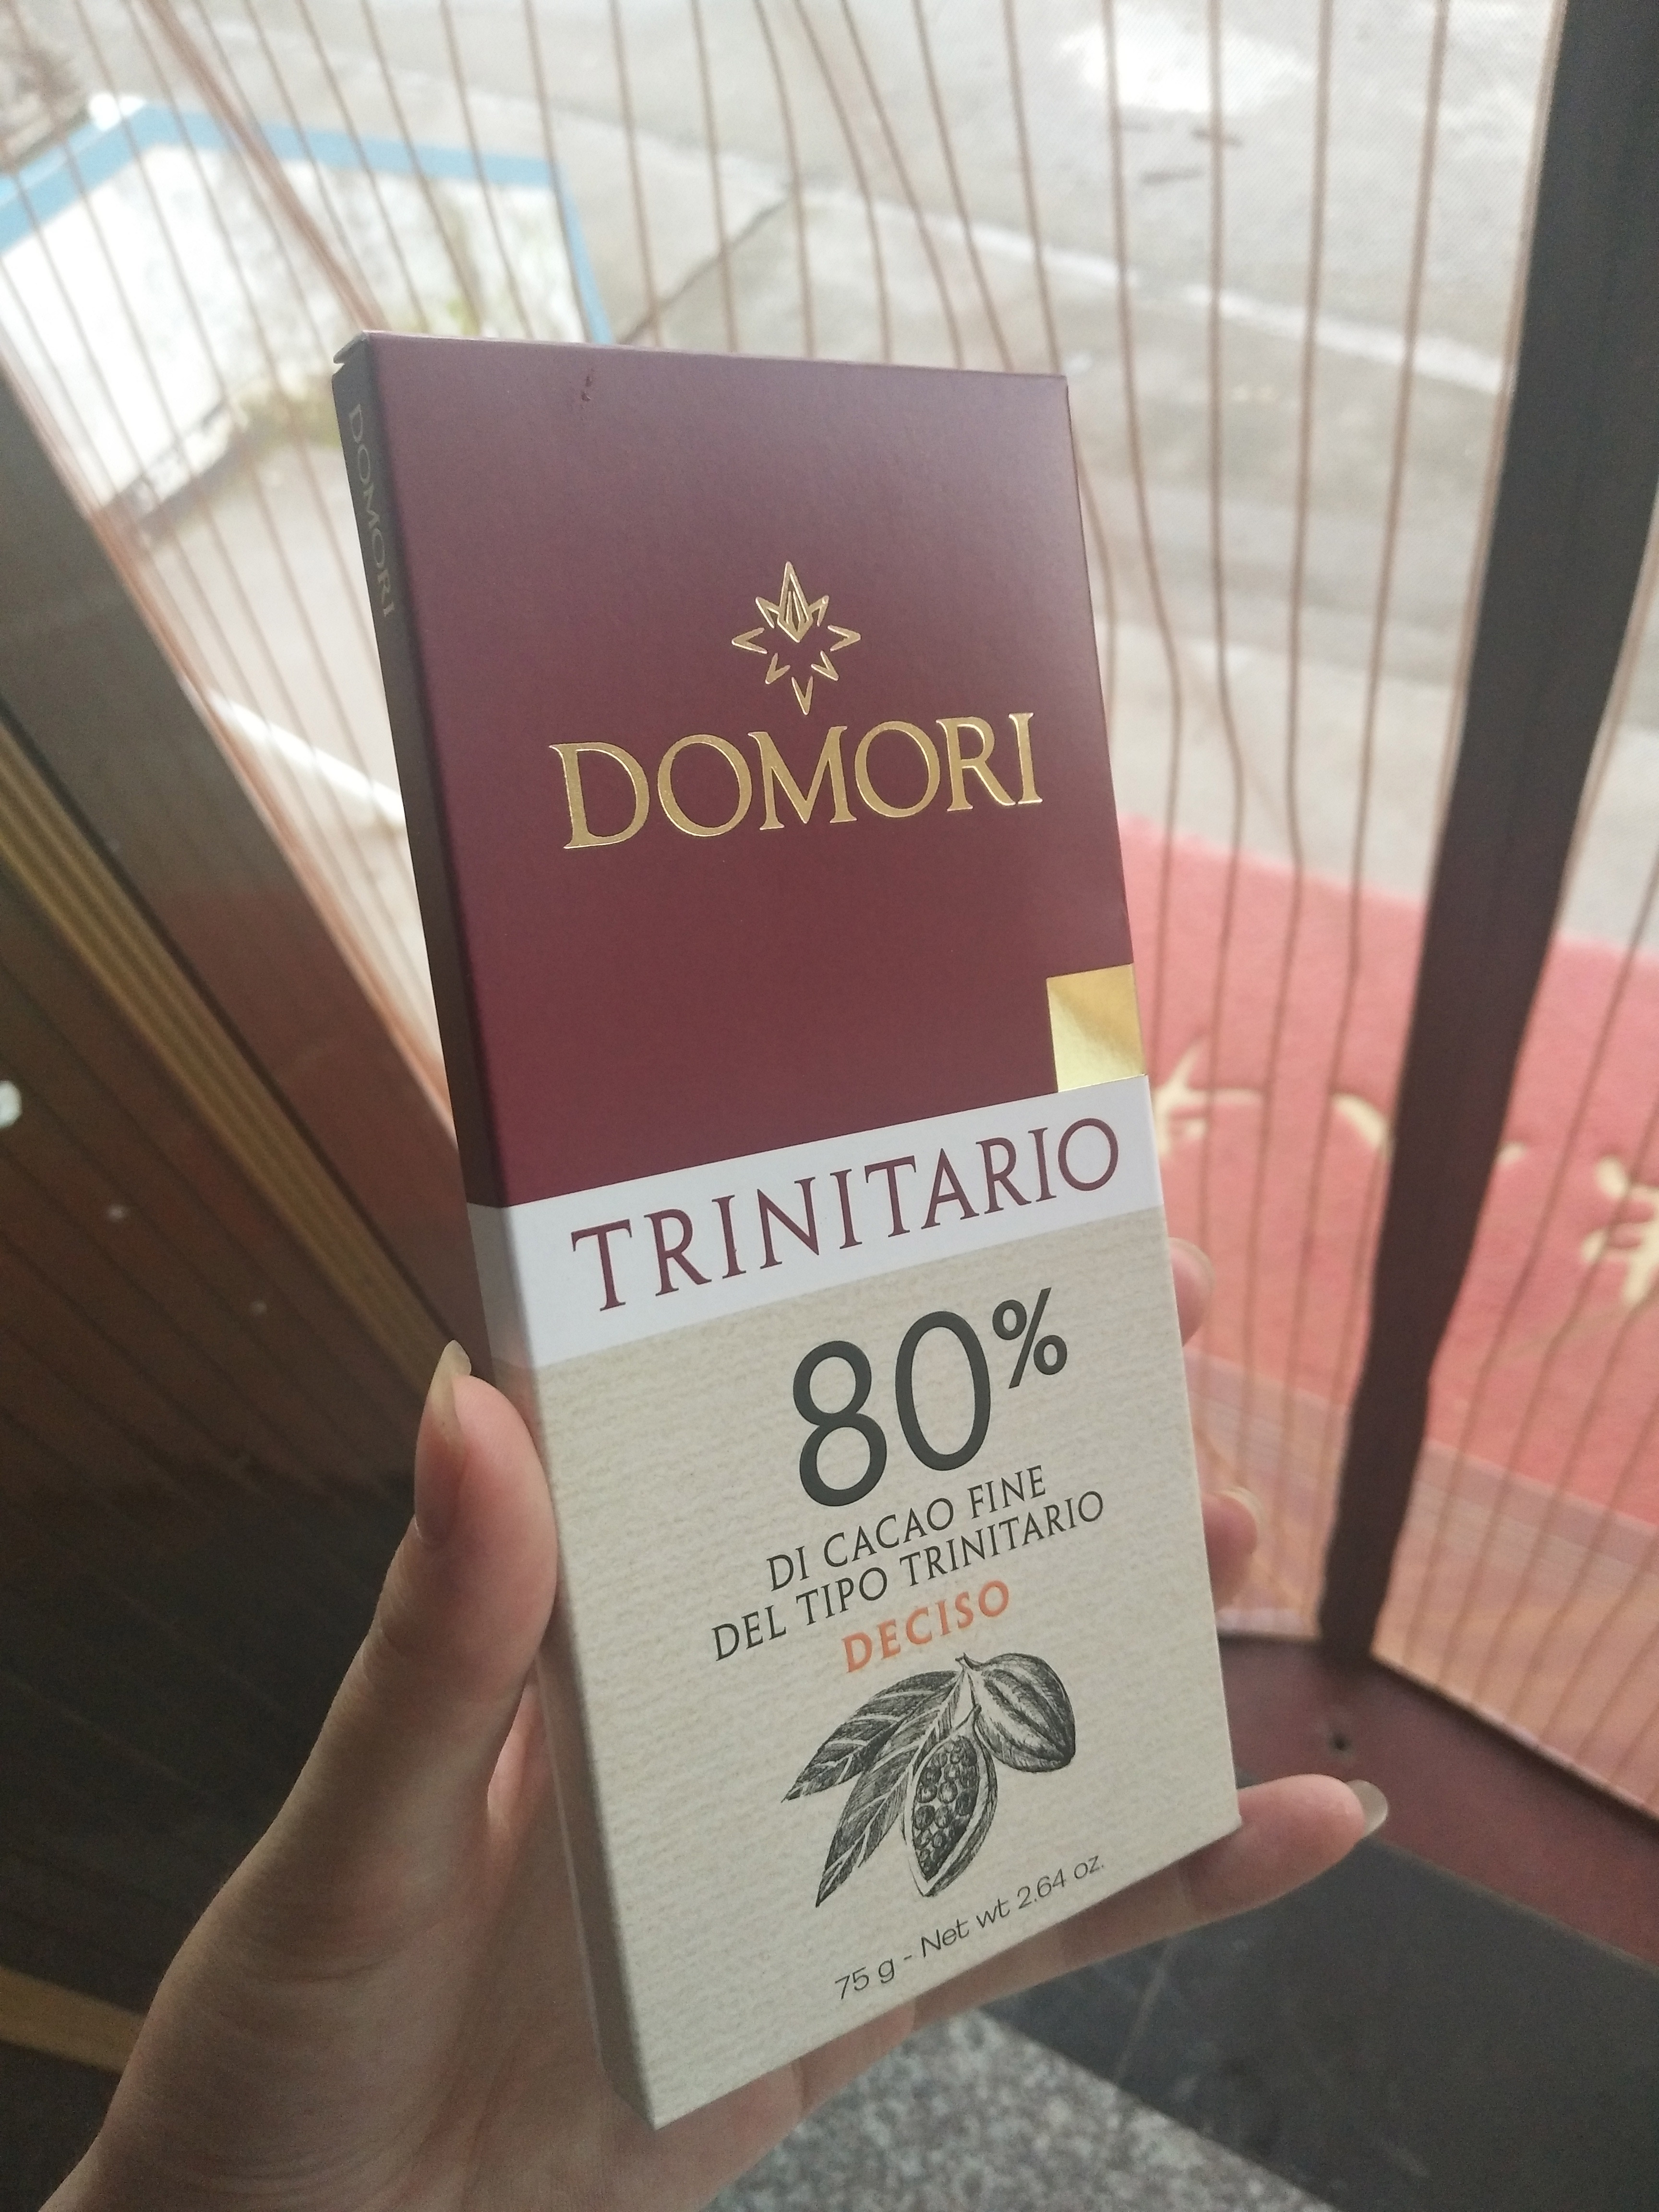 DOMORI
DOMORI
TRINITARIO
80%
DI CACAO FINE
DEL TIPO TRINITARIO
DECISO
75 g - Net wt 2.64 oz.